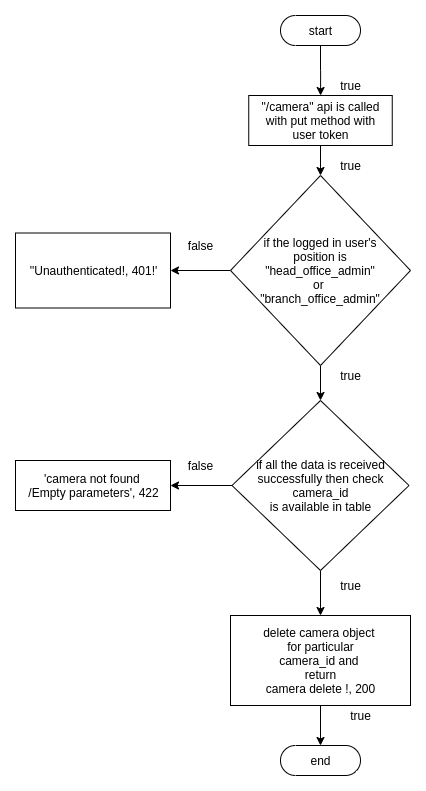 start
true
"/camera" api is called
with put method with
user token
true
if the logged in user's
position is
"head_office_admin"
or
"branch_office_admin"
false
"Unauthenticated!, 401!'
true
if all the data is received
successfully then check
camera_id
is available in table
false
'camera not found
/Empty parameters', 422
true
delete camera object
for particular
camera_id and
return
camera delete !, 200
true
end